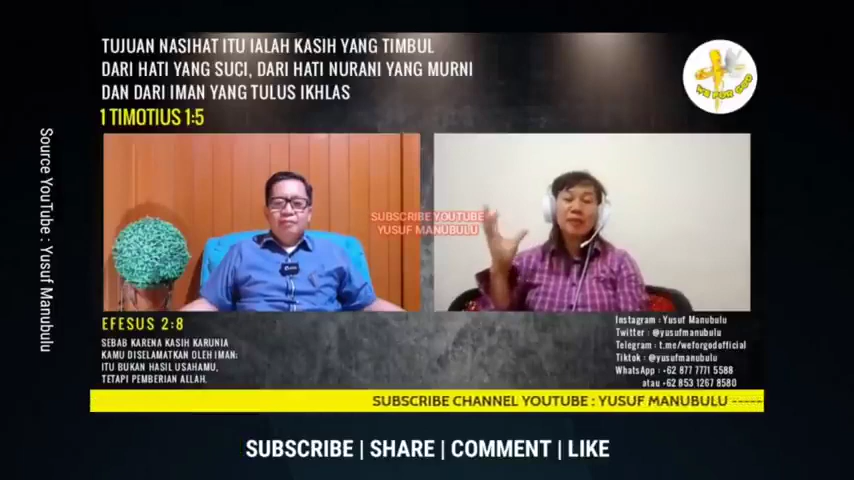 TUJUAN NASIHAT ITU IALAH KASIH YANG TIMBUL
DARI HATI YANG SUCI, DARI HATI NURANI YANG MURNI
DAN DARI IMAN YANG TULUS IKHLAS
1 TIMOTIUS 1:5
WE FOR GOD
Source YouTube : Yusuf Manubulu
SUBSCRIBE YOUTUBE
YUSUF MANUBULU
EFESUS 2:8
SEBAB KARENA KASIH KARUNIA
KAMU DISELAMATKAN OLEH IMAN;
ITU BUKAN HASIL USAHAMU,
TETAPI PEMBERIAN ALLAH.
Instagram : Yusuf Manubulu
Twitter : @yusufmanubulu
Telegram : t.me/weforgodofficial
Tiktok : @yusufmanubulu
WhatsApp : +62 877 7771 5588
atau +62 853 1267 8580
SUBSCRIBE CHANNEL YOUTUBE : YUSUF MANUBULU -----
SUBSCRIBE | SHARE | COMMENT | LIKE